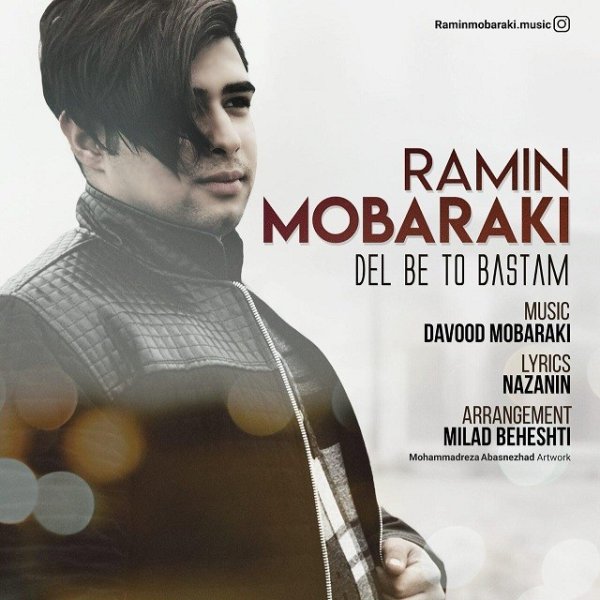 Raminmobaraki.music
RAMIN
MOBARAKI
DEL BE TO BASTAM
MUSIC
DAVOOD MOBARAKI
LYRICS
NAZANIN
ARRANGEMENT
MILAD BEHESHTI
Mohammadreza Abasnezhad Artwork